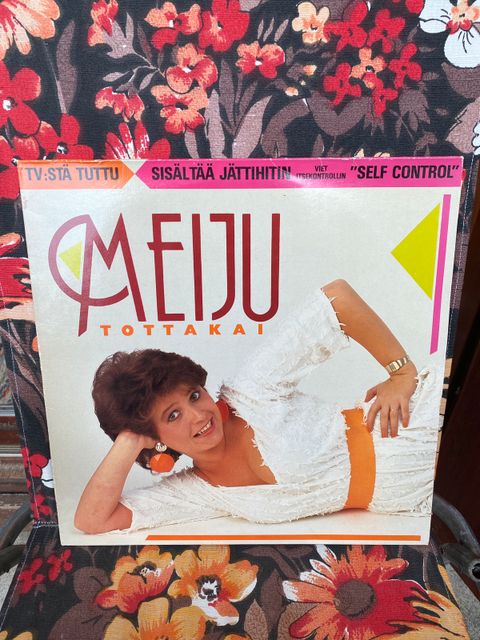 TV:STÄ TUTTU
SISÄLTÄÄ JÄTTIHITIN VIET ITSEKONTROLLIN "SELF CONTROL"
MEIJU
TOTTAKAI